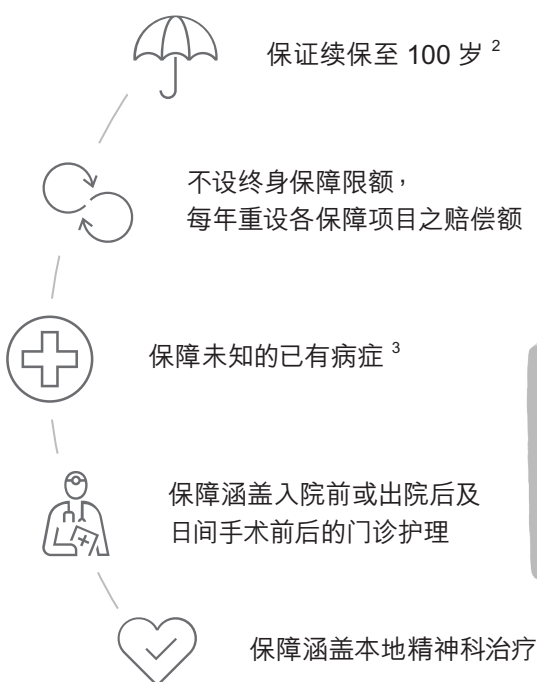 保证续保至 100 岁 2
不设终身保障限额，
每年重设各保障项目之赔偿额
保障未知的已有病症 3
保障涵盖入院前或出院后及
日间手术前后的门诊护理
保障涵盖本地精神科治疗